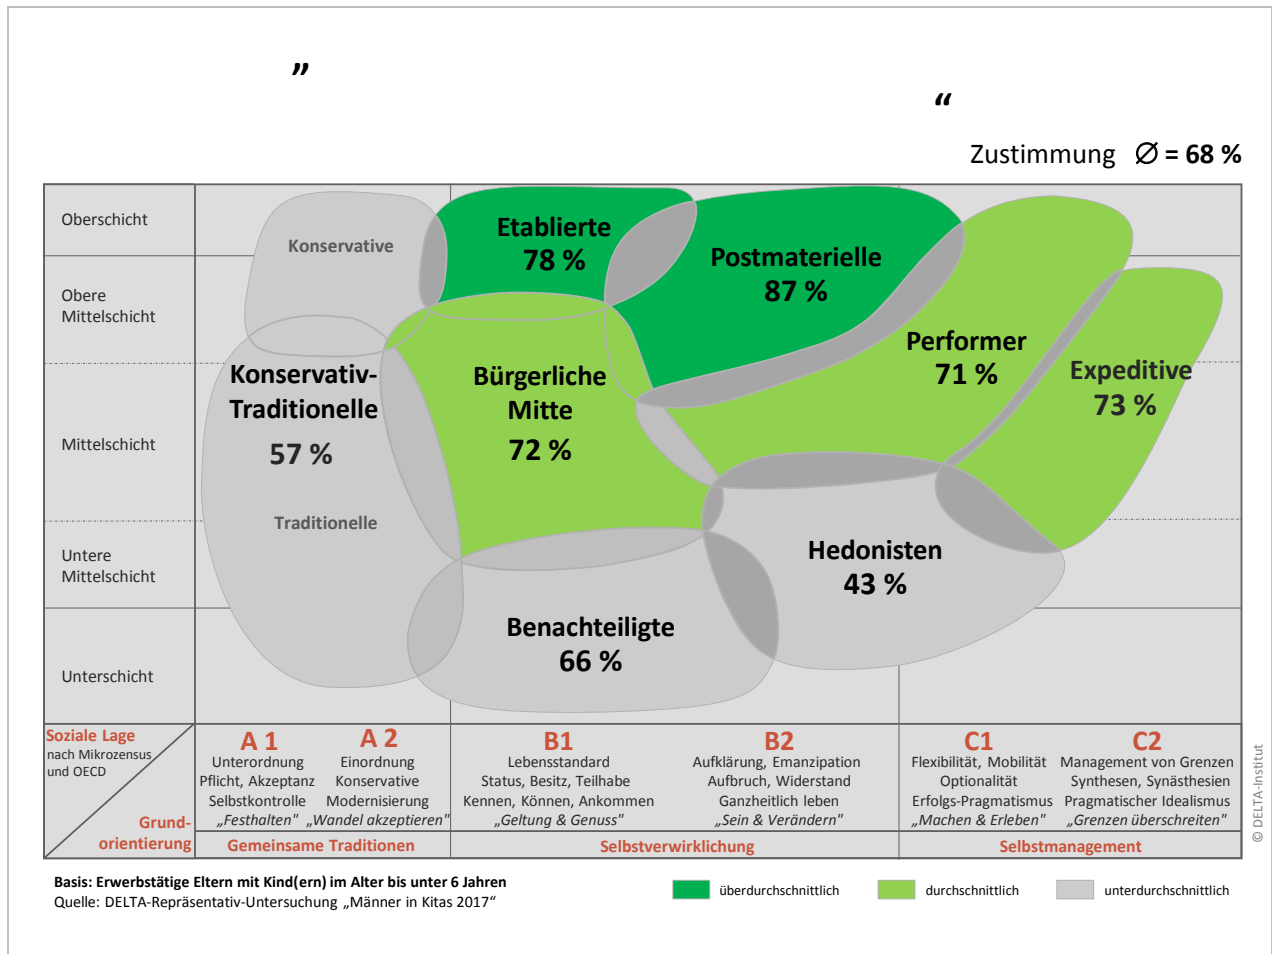 ”
“
Zustimmung Ø = 68 %
Oberschicht
Obere
Mittelschicht
Mittelschicht
Untere
Mittelschicht
Unterschicht
Konservative
Etablierte
78 %
Postmaterielle
87 %
Konservativ-
Traditionelle
57 %
Traditionelle
Bürgerliche
Mitte
72 %
Performer
71 %
Expeditive
73 %
Hedonisten
43 %
Benachteiligte
66 %
Soziale Lage
nach Mikrozensus
und OECD
Grund-
orientierung
A 1
Unterordnung
Pflicht, Akzeptanz
Selbstkontrolle
„Festhalten"
A 2
Einordnung
Konservative
Modernisierung
„Wandel akzeptieren"
B1
Lebensstandard
Status, Besitz, Teilhabe
Kennen, Können, Ankommen
„Geltung & Genuss"
B2
Aufklärung, Emanzipation
Aufbruch, Widerstand
Ganzheitlich leben
„Sein & Verändern"
C1
Flexibilität, Mobilität
Optionalität
Erfolgs-Pragmatismus
„Machen & Erleben"
C2
Management von Grenzen
Synthesen, Synästhesien
Pragmatischer Idealismus
„Grenzen überschreiten"
Gemeinsame Traditionen
Selbstverwirklichung
Selbstmanagement
© DELTA-Institut
Basis: Erwerbstätige Eltern mit Kind(ern) im Alter bis unter 6 Jahren
Quelle: DELTA-Repräsentativ-Untersuchung „Männer in Kitas 2017“
überdurchschnittlich
durchschnittlich
unterdurchschnittlich